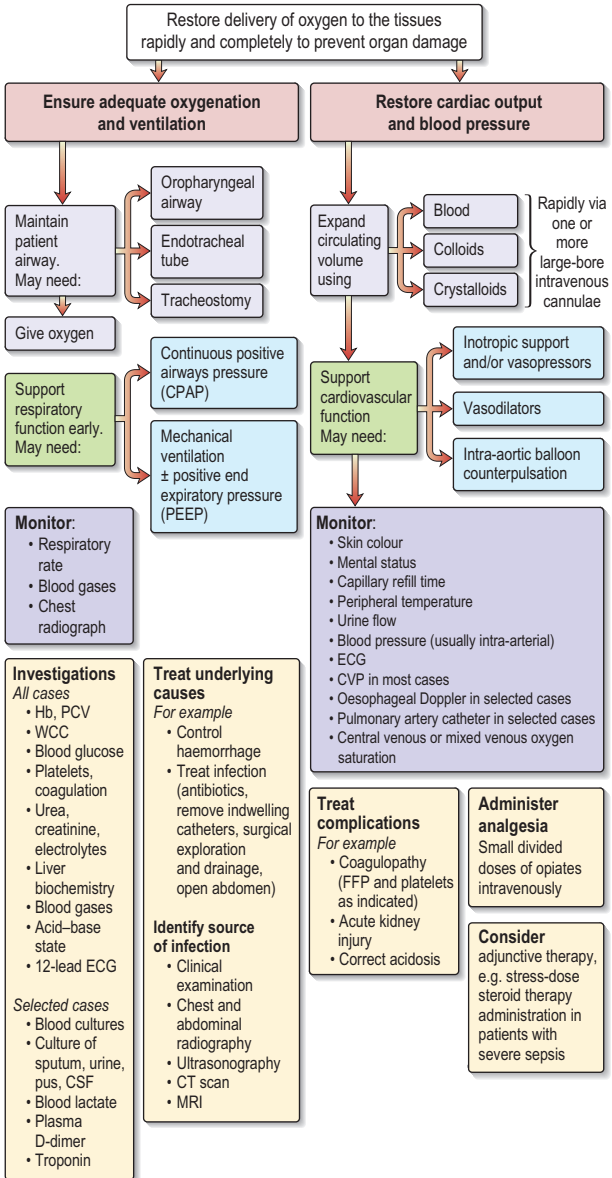 Restore delivery of oxygen to the tissues
rapidly and completely to prevent organ damage
Ensure adequate oxygenation
and ventilation
Maintain
patient
airway.
May need:
Oropharyngeal
airway
Endotracheal
tube
Tracheostomy
Give oxygen
Support
respiratory
function early.
May need:
Continuous positive
airways pressure
(CPAP)
Mechanical
ventilation
± positive end
expiratory pressure
(PEEP)
Monitor:
• Respiratory
rate
• Blood gases
• Chest
radiograph
Restore cardiac output
and blood pressure
Expand
circulating
volume
using
Blood
Colloids
Crystalloids
Rapidly via
one or
more
large-bore
intravenous
cannulae
Support
cardiovascular
function
May need:
Inotropic support
and/or vasopressors
Vasodilators
Intra-aortic balloon
counterpulsation
Monitor:
• Skin colour
• Mental status
• Capillary refill time
• Peripheral temperature
• Urine flow
• Blood pressure (usually intra-arterial)
• ECG
• CVP in most cases
• Oesophageal Doppler in selected cases
• Pulmonary artery catheter in selected cases
• Central venous or mixed venous oxygen
saturation
Investigations
All cases
• Hb, PCV
• WCC
• Blood glucose
• Platelets,
coagulation
• Urea,
creatinine,
electrolytes
• Liver
biochemistry
• Blood gases
• Acid–base
state
• 12-lead ECG
Selected cases
• Blood cultures
• Culture of
sputum, urine,
pus, CSF
• Blood lactate
• Plasma
D-dimer
• Troponin
Treat underlying
causes
For example
• Control
haemorrhage
• Treat infection
(antibiotics,
remove indwelling
catheters, surgical
exploration
and drainage,
open abdomen)
Identify source
of infection
• Clinical
examination
• Chest and
abdominal
radiography
• Ultrasonography
• CT scan
• MRI
Treat
complications
For example
• Coagulopathy
(FFP and platelets
as indicated)
• Acute kidney
injury
• Correct acidosis
Administer
analgesia
Small divided
doses of opiates
intravenously
Consider
adjunctive therapy,
e.g. stress-dose
steroid therapy
administration in
patients with
severe sepsis